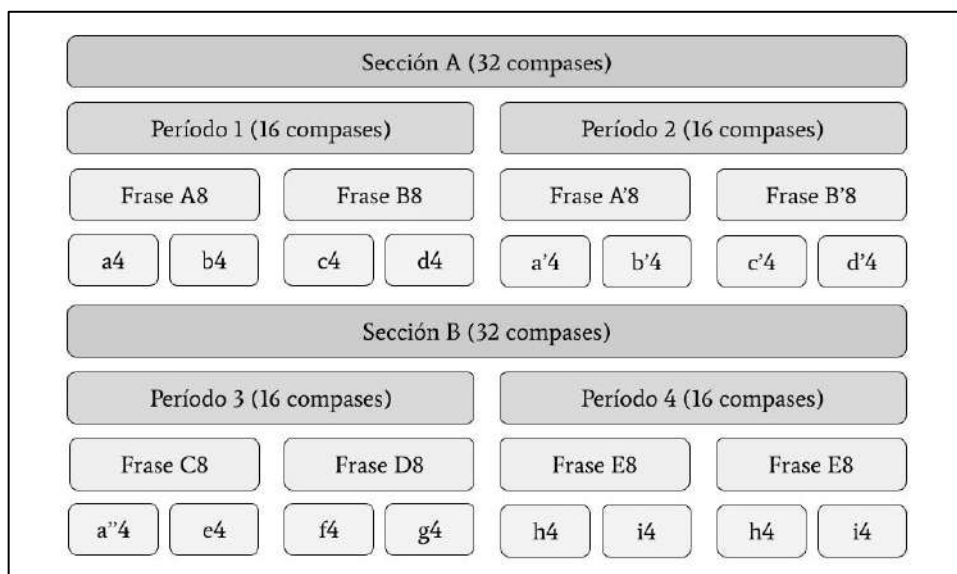 Sección A (32 compases)
Período 1 (16 compases) Período 2 (16 compases)
Frase A8 Frase B8 Frase A’8 Frase B’8
a4 b4 c4 d4 a’4 b’4 c’4 d’4
Sección B (32 compases)
Período 3 (16 compases) Período 4 (16 compases)
Frase C8 Frase D8 Frase E8 Frase E8
a’’4 e4 f4 g4 h4 i4 h4 i4